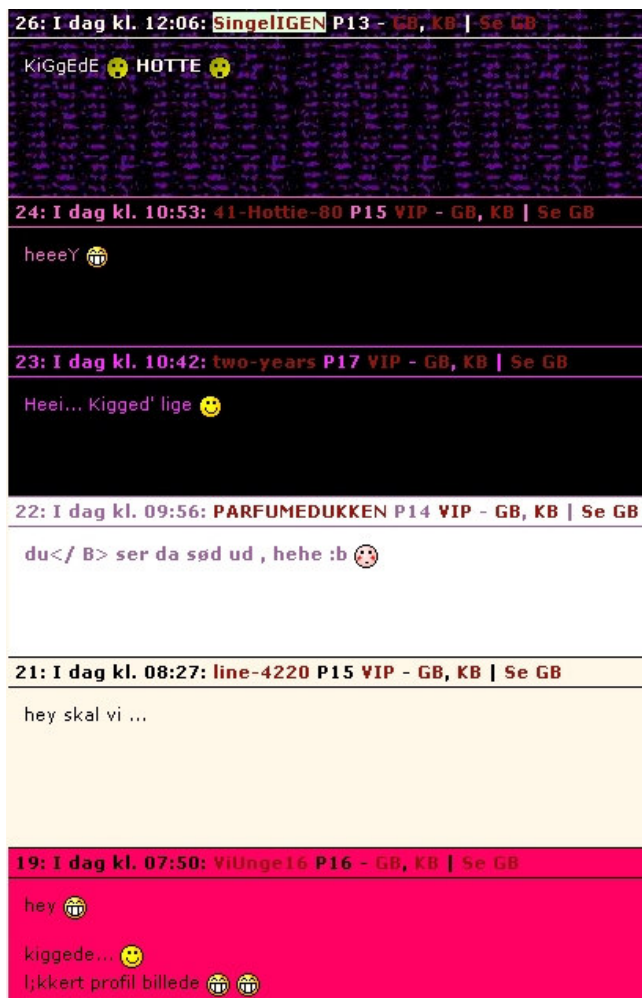 26: I dag kl. 12:06: SingelIGEN P13 - GB, KB | Se GB
KiGgEdE HOTTE
24: I dag kl. 10:53: 41-Hottie-80 P15 VIP - GB, KB | Se GB
heeeY
23: I dag kl. 10:42: two-years P17 VIP - GB, KB | Se GB
Heei... Kigged' lige
22: I dag kl. 09:56: PARFUMEDUKKEN P14 VIP - GB, KB | Se GB
du</ B> ser da sød ud , hehe :b
21: I dag kl. 08:27: line-4220 P15 VIP - GB, KB | Se GB
hey skal vi ...
19: I dag kl. 07:50: ViUnge16 P16 - GB, KB | Se GB
hey
kiggede...
l;kkert profil billede